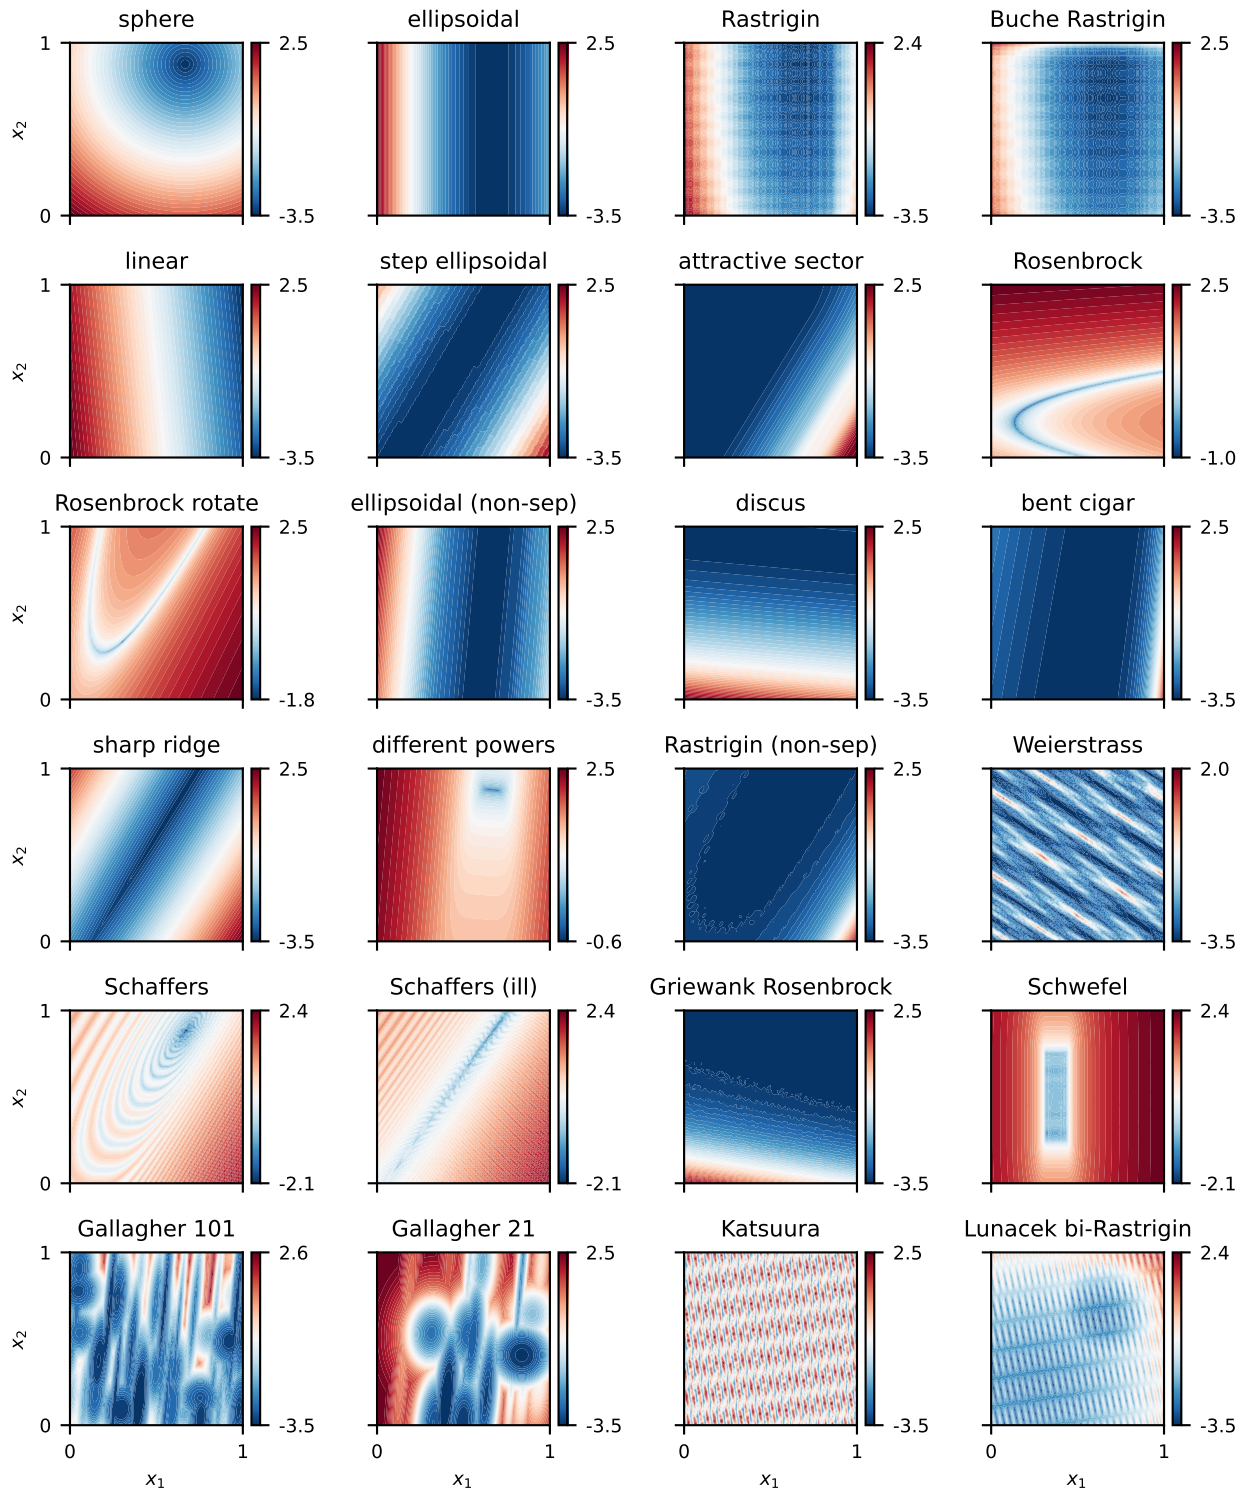 sphere ellipsoidal Rastrigin Buche Rastrigin
1 2.5 2.5 2.4 2.5
x₂
0 -3.5 -3.5 -3.5 -3.5
linear step ellipsoidal attractive sector Rosenbrock
1 2.5 2.5 2.5 2.5
x₂
0 -3.5 -3.5 -3.5 -1.0
Rosenbrock rotate ellipsoidal (non-sep) discus bent cigar
1 2.5 2.5 2.5 2.5
x₂
0 -1.8 -3.5 -3.5 -3.5
sharp ridge different powers Rastrigin (non-sep) Weierstrass
1 2.5 2.5 2.5 2.0
x₂
0 -3.5 -0.6 -3.5 -3.5
Schaffers Schaffers (ill) Griewank Rosenbrock Schwefel
1 2.4 2.4 2.5 2.4
x₂
0 -2.1 -2.1 -3.5 -2.1
Gallagher 101 Gallagher 21 Katsuura Lunacek bi-Rastrigin
1 2.6 2.5 2.5 2.4
x₂
0 -3.5 -3.5 -3.5 -3.5
0 1 0 1 0 1 0 1
x₁ x₁ x₁ x₁